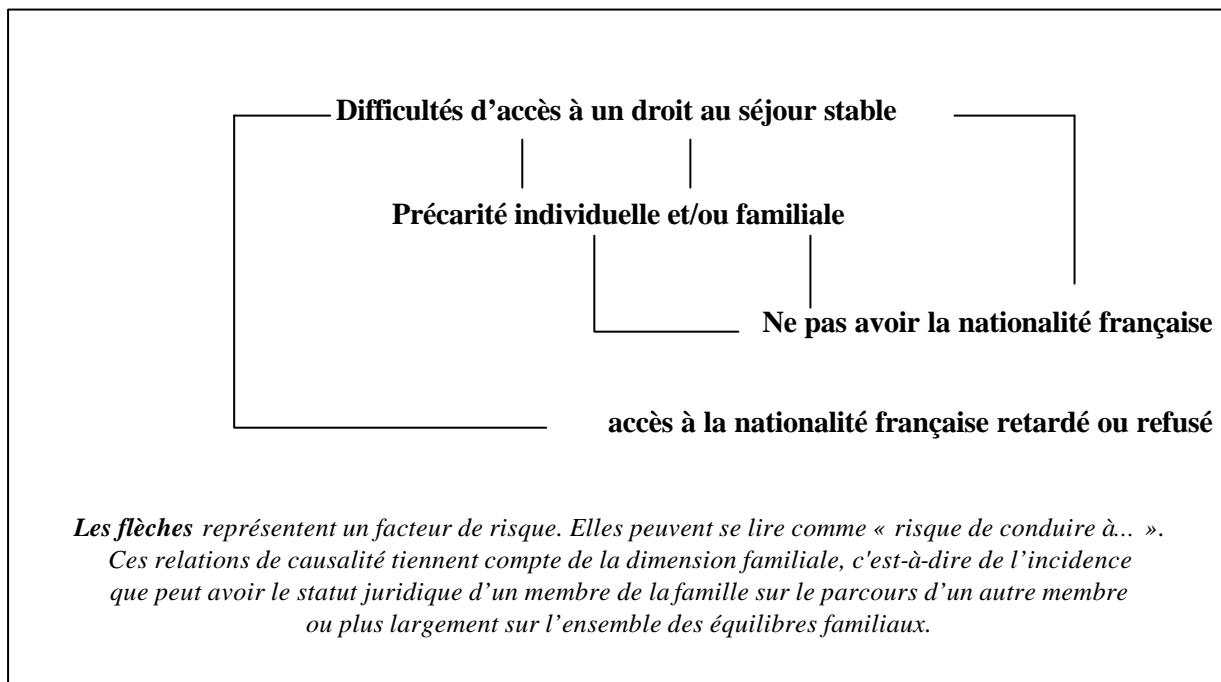 Difficultés d’accès à un droit au séjour stable
Précarité individuelle et/ou familiale
Ne pas avoir la nationalité française
accès à la nationalité française retardé ou refusé
Les flèches représentent un facteur de risque. Elles peuvent se lire comme « risque de conduire à... ».
Ces relations de causalité tiennent compte de la dimension familiale, c'est-à-dire de l’incidence
que peut avoir le statut juridique d’un membre de la famille sur le parcours d’un autre membre
ou plus largement sur l’ensemble des équilibres familiaux.